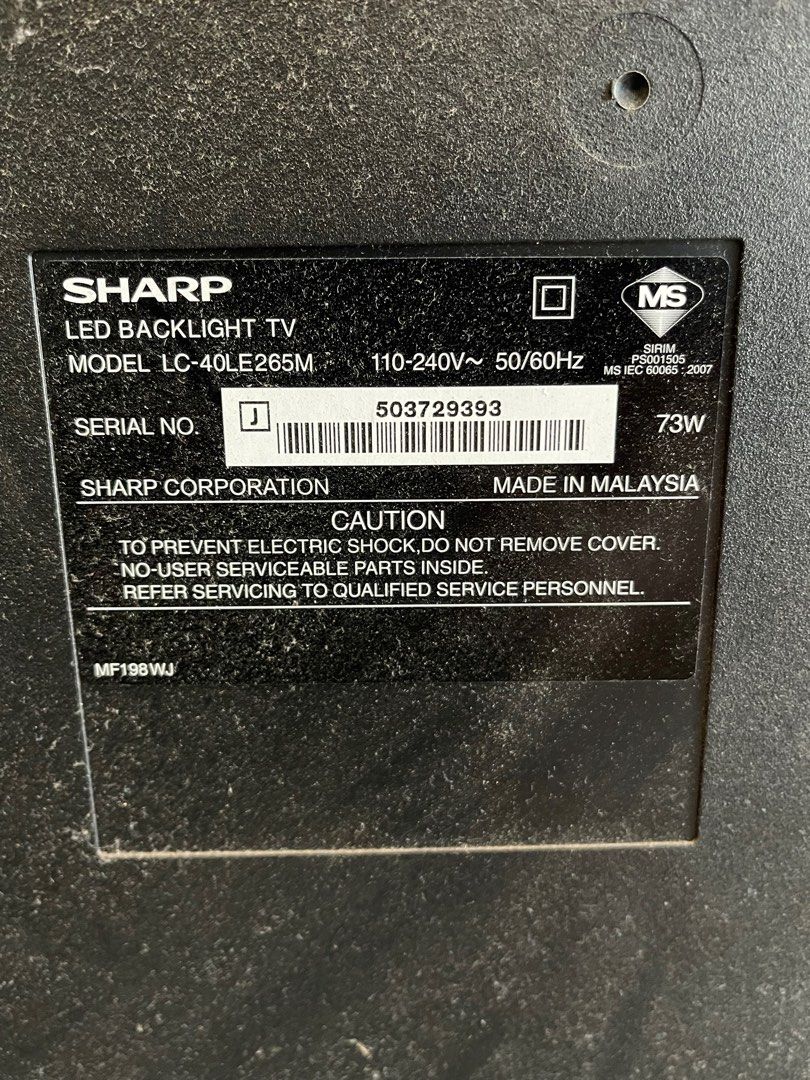 SHARP
LED BACKLIGHT TV
MODEL LC-40LE265M 110-240V~ 50/60Hz
MS
SIRIM
PS001505
MS IEC 60065 : 2007
SERIAL NO. J 503729393 73W
SHARP CORPORATION MADE IN MALAYSIA
CAUTION
TO PREVENT ELECTRIC SHOCK,DO NOT REMOVE COVER.
NO-USER SERVICEABLE PARTS INSIDE.
REFER SERVICING TO QUALIFIED SERVICE PERSONNEL.
MF198WJ